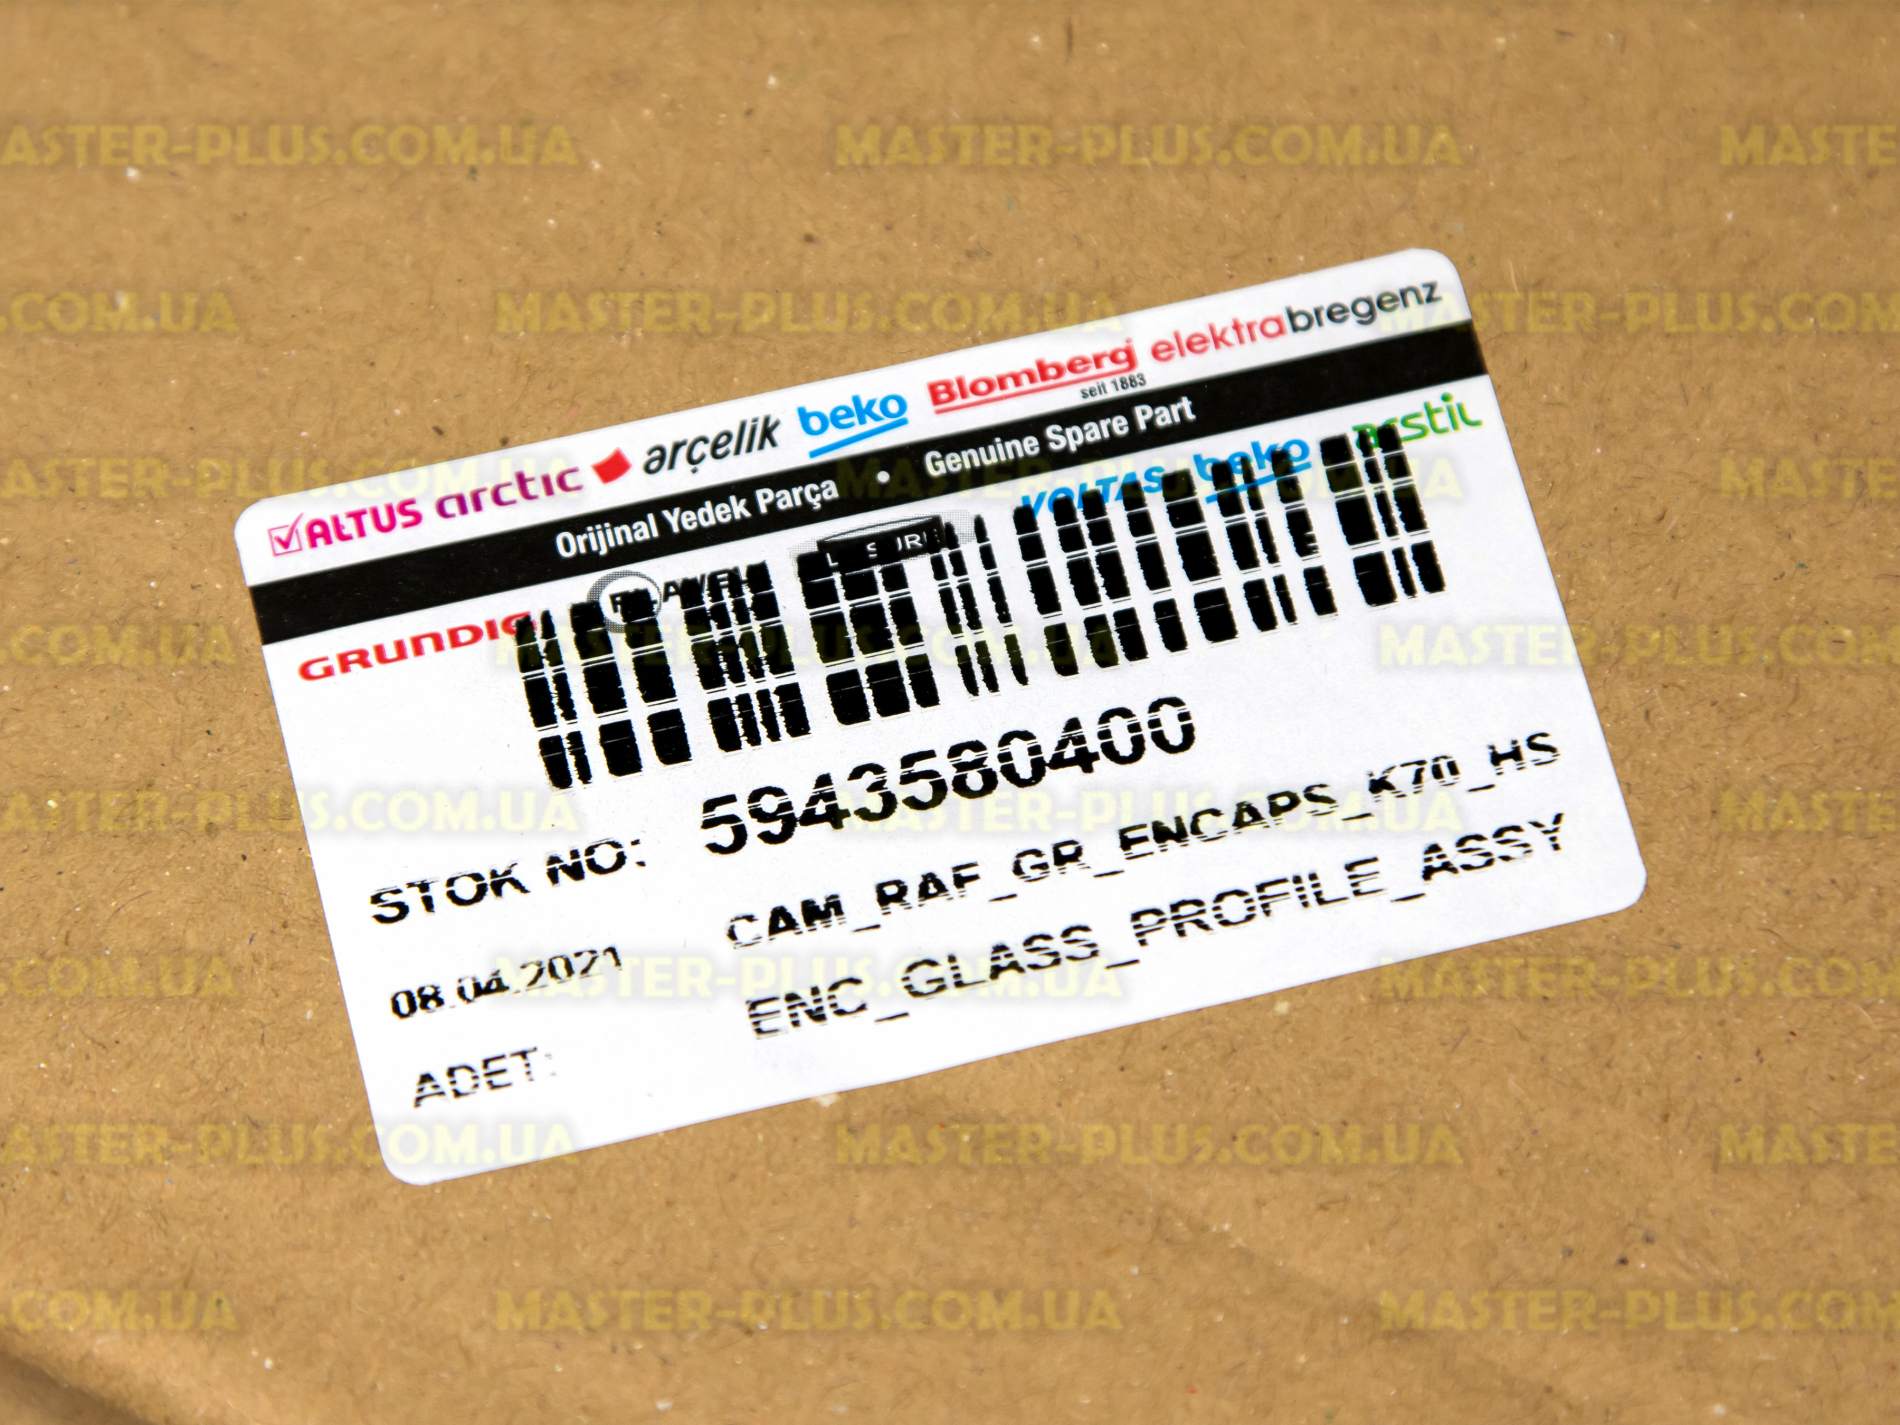 ALTUS arctic arçelik beko Blomberg elektrabregenz
seit 1883
Orijinal Yedek Parça • Genuine Spare Part
GRUNDIG VOLTAS beko arstil
5943580400
STOK NO:
CAM_RAF_GR_ENCAPS_K70_HS
08.04.2021
ENC_GLASS_PROFILE_ASSY
ADET:
MASTER-PLUS.COM.UA